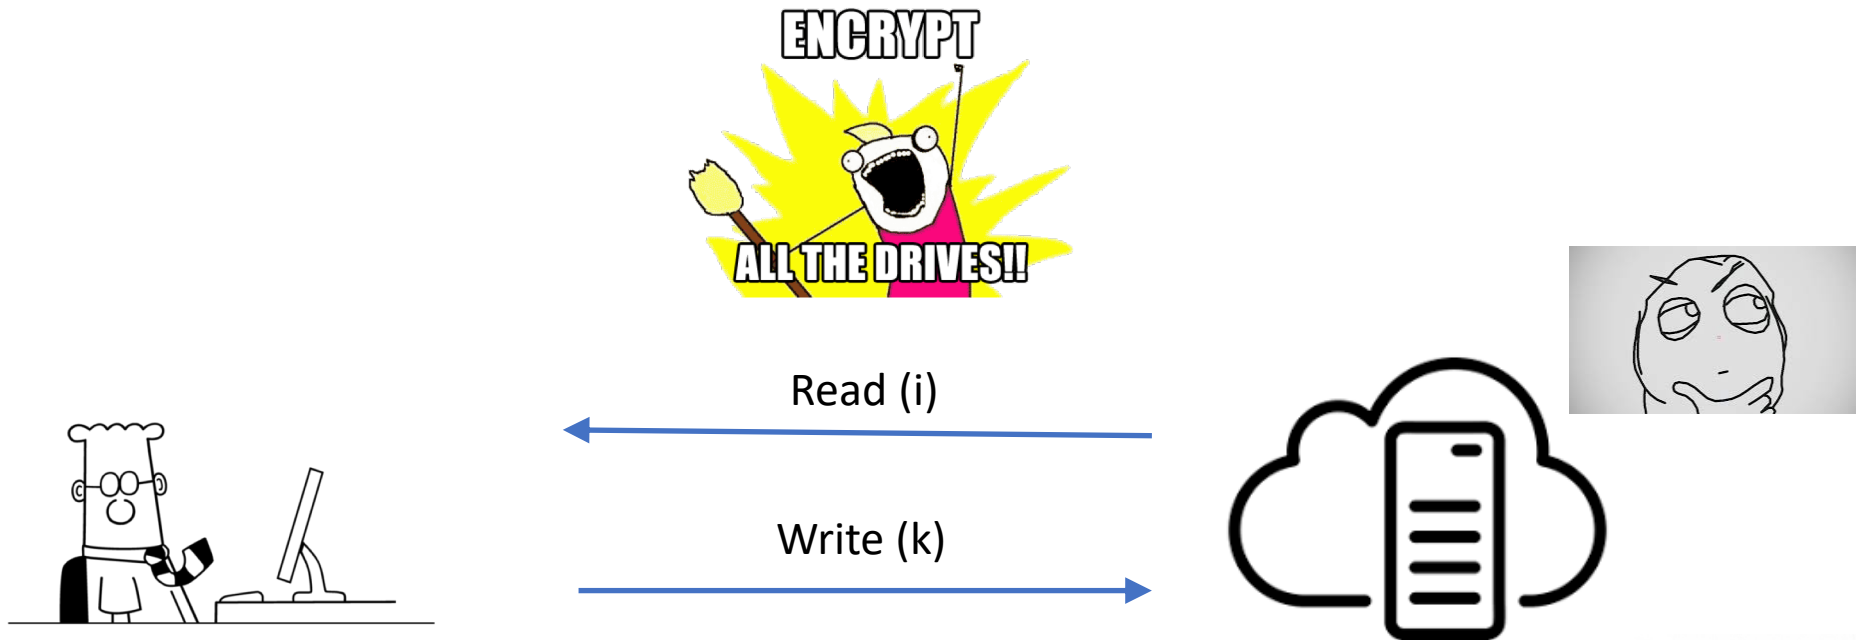 ENCRYPT
ALL THE DRIVES!!
Read (i)
Write (k)